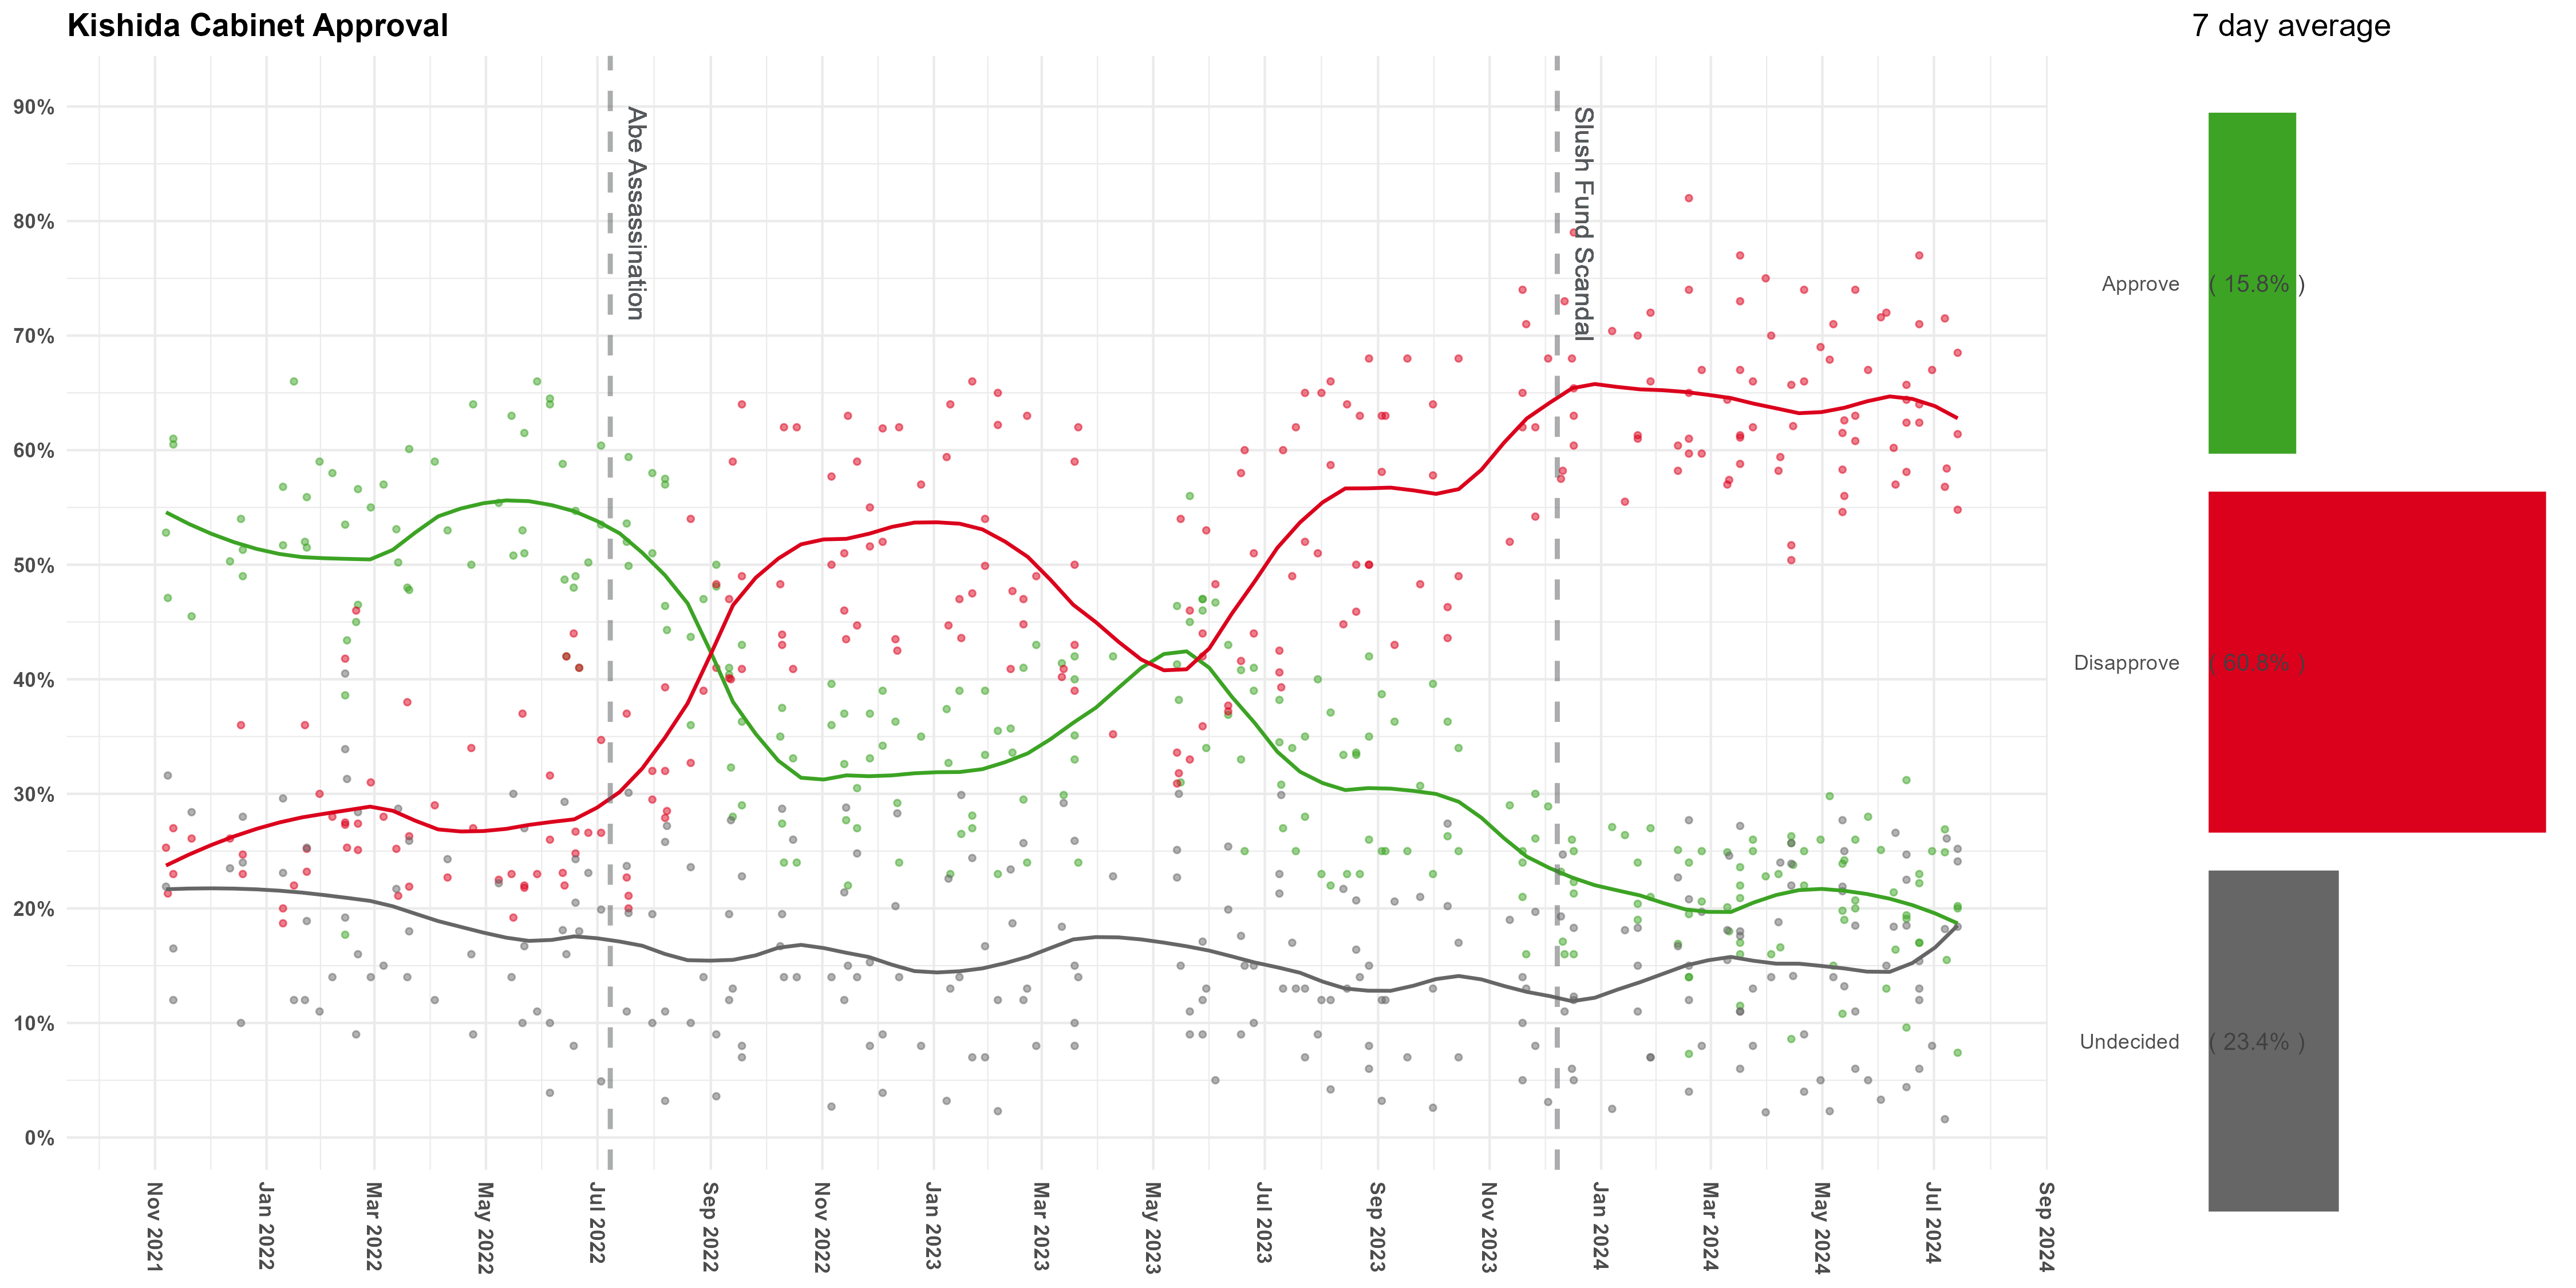 Kishida Cabinet Approval
7 day average
90%
80%
70%
60%
50%
40%
30%
20%
10%
0%
Abe Assassination
Slush Fund Scandal
Nov 2021
Jan 2022
Mar 2022
May 2022
Jul 2022
Sep 2022
Nov 2022
Jan 2023
Mar 2023
May 2023
Jul 2023
Sep 2023
Nov 2023
Jan 2024
Mar 2024
May 2024
Jul 2024
Sep 2024
Approve ( 15.8% )
Disapprove ( 60.8% )
Undecided ( 23.4% )